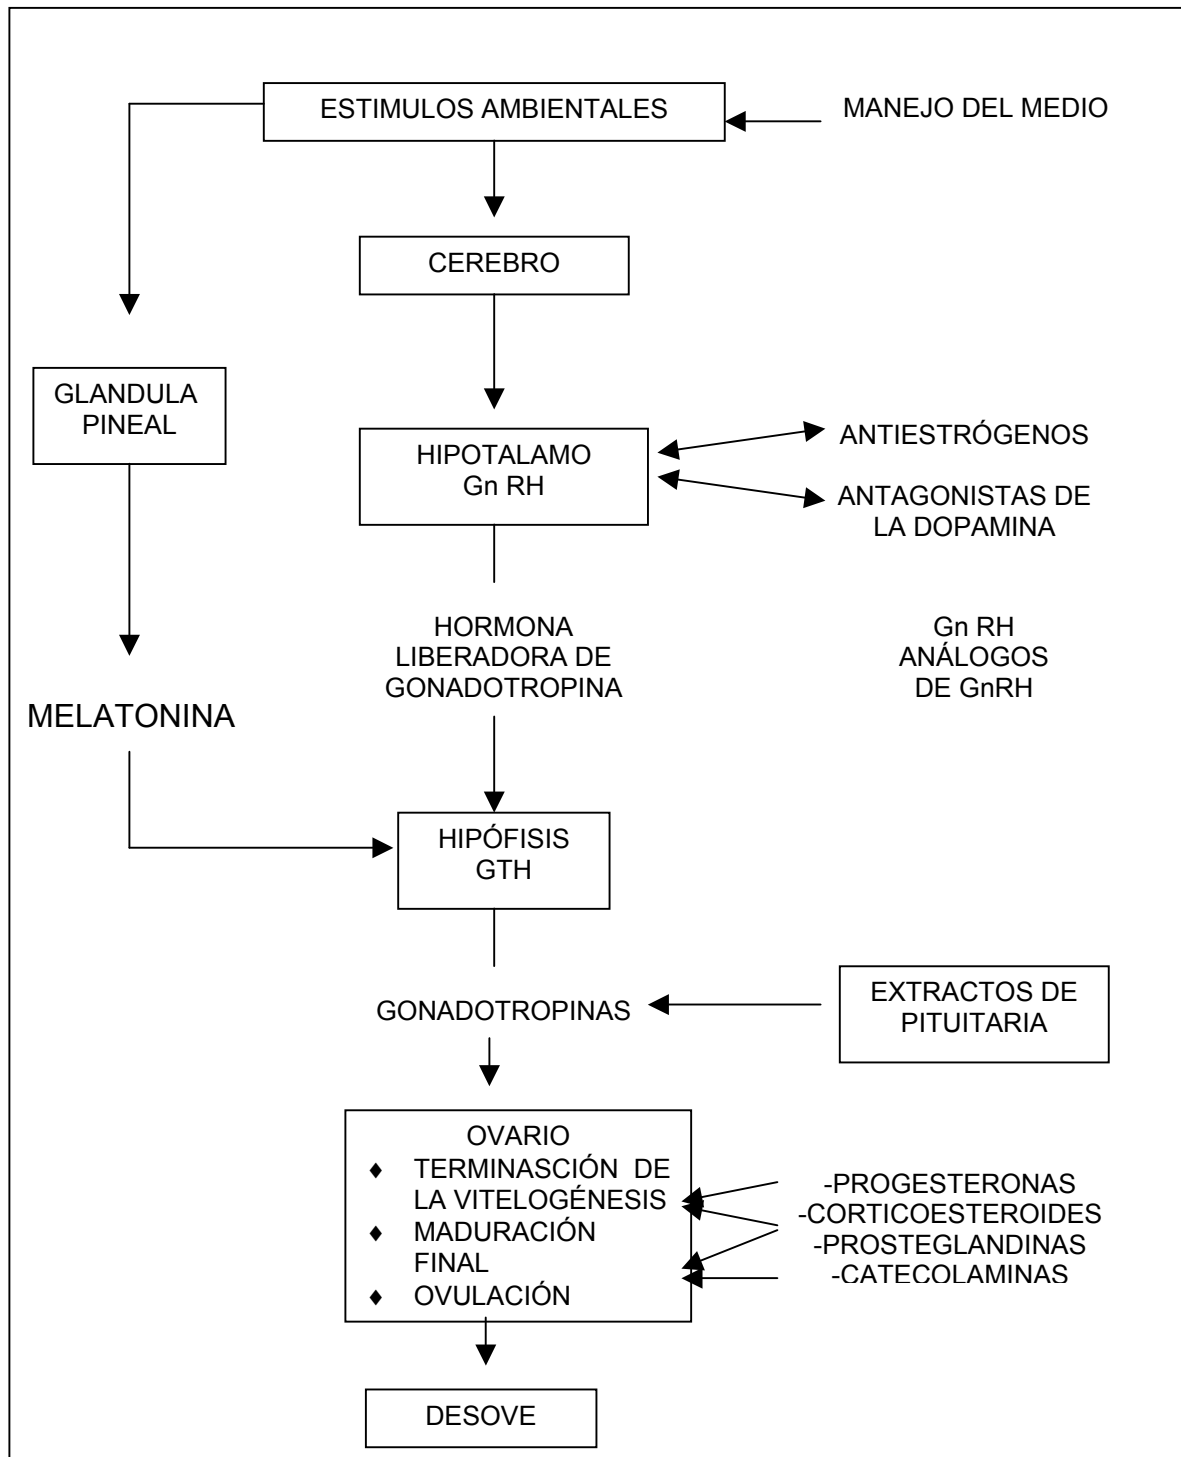 ESTIMULOS AMBIENTALES
MANEJO DEL MEDIO
CEREBRO
GLANDULA
PINEAL
HIPOTALAMO
Gn RH
ANTIESTRÓGENOS
ANTAGONISTAS DE
LA DOPAMINA
HORMONA
LIBERADORA DE
GONADOTROPINA
Gn RH
ANÁLOGOS
DE GnRH
MELATONINA
HIPÓFISIS
GTH
GONADOTROPINAS
EXTRACTOS DE
PITUITARIA
OVARIO
♦ TERMINASCIÓN DE
LA VITELOGÉNESIS
♦ MADURACIÓN
FINAL
♦ OVULACIÓN
-PROGESTERONAS
-CORTICOESTEROIDES
-PROSTEGLANDINAS
-CATECOLAMINAS
DESOVE